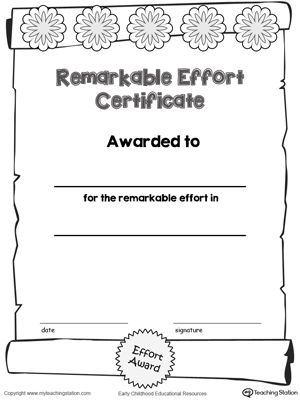 Remarkable Effort
Certificate
Awarded to
for the remarkable effort in
date signature
Effort
Award
Copyright www.myteachingstation.com Early Childhood Educational Resources
My Teaching Station